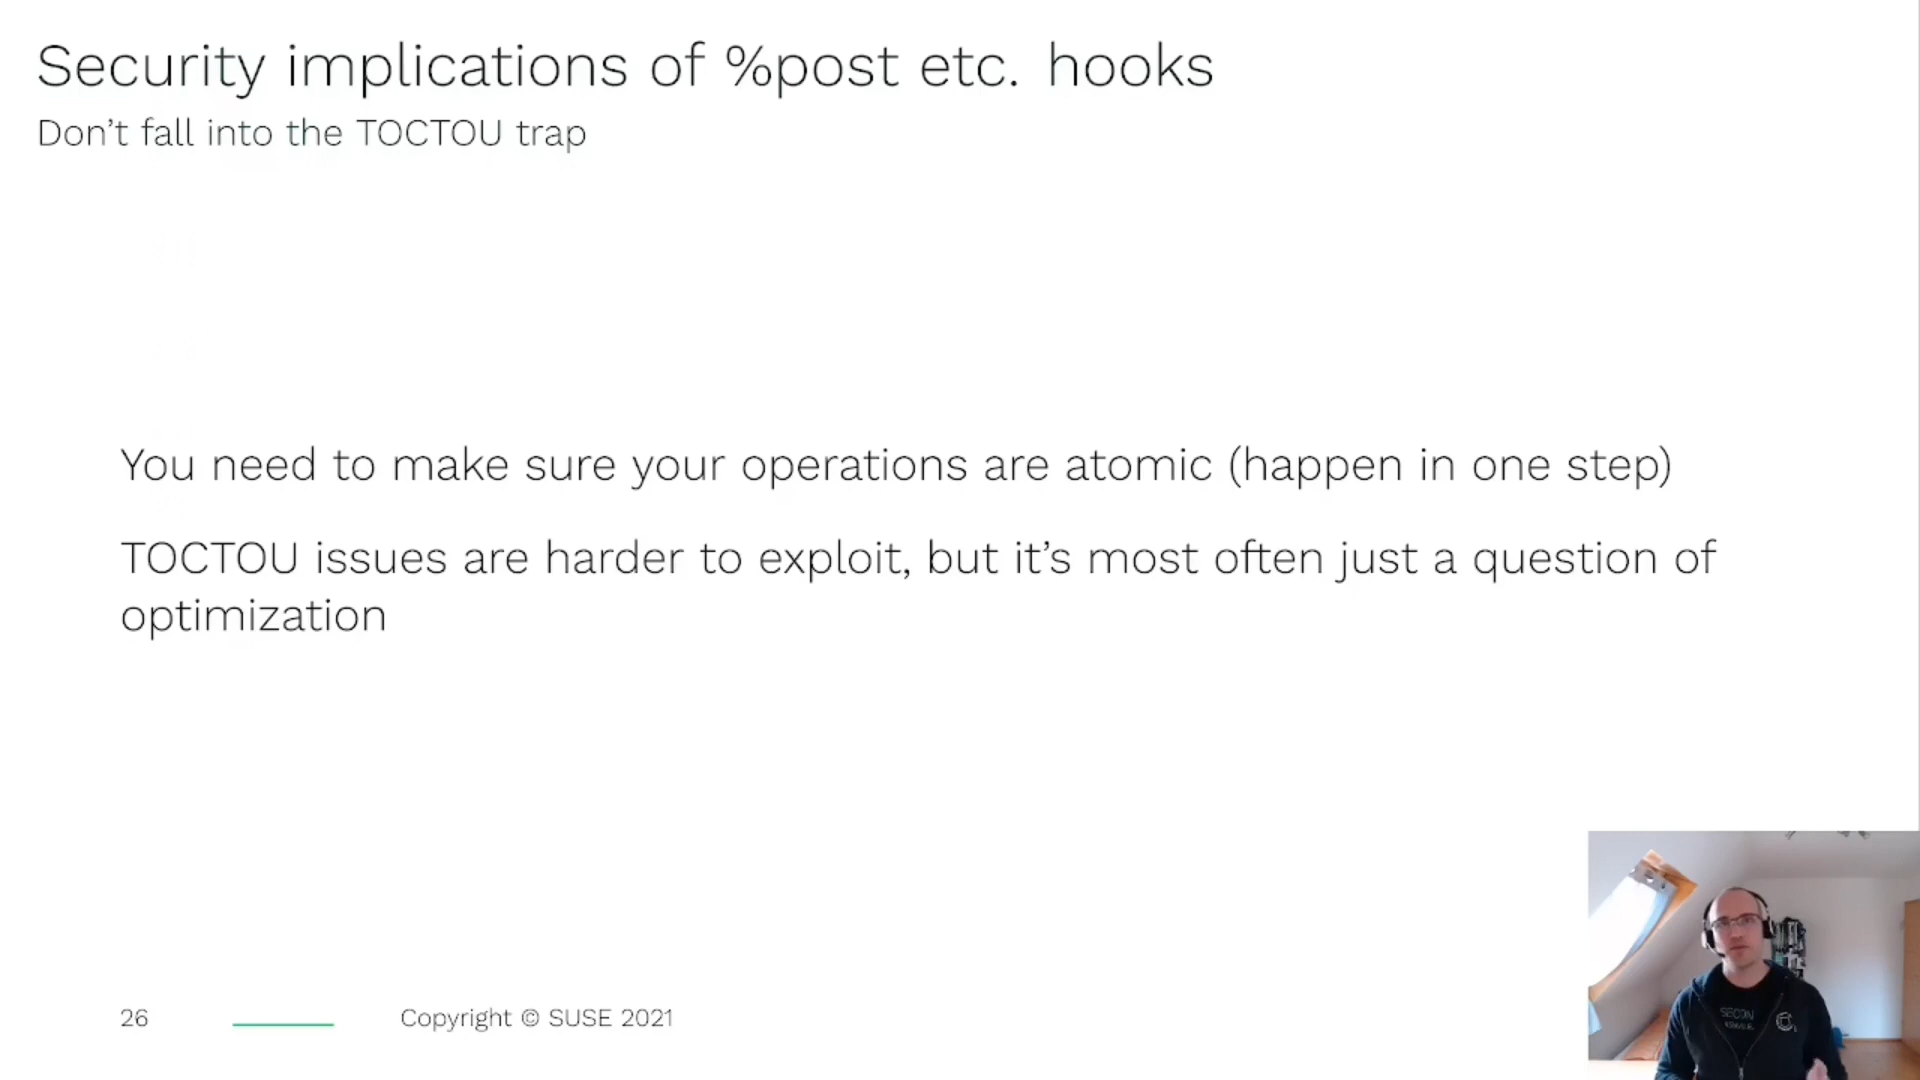 Security implications of %post etc. hooks
Don’t fall into the TOCTOU trap
You need to make sure your operations are atomic (happen in one step)
TOCTOU issues are harder to exploit, but it’s most often just a question of
optimization
26
Copyright © SUSE 2021